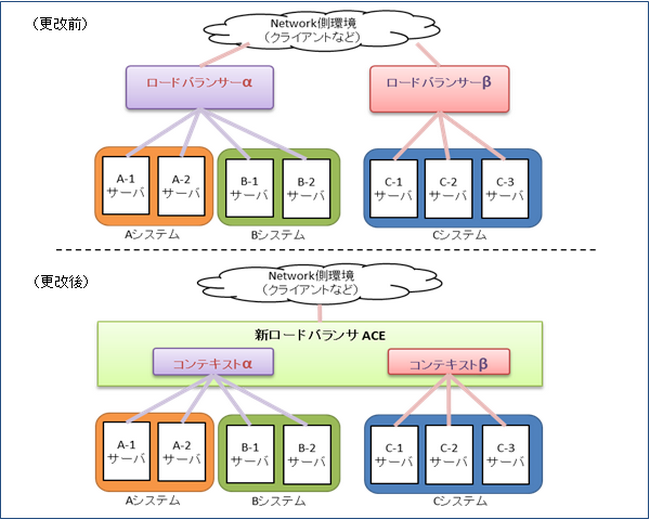 (更改前)
Network側環境
(クライアントなど)
ロードバランサーα
ロードバランサーβ
A-1
サーバ
A-2
サーバ
B-1
サーバ
B-2
サーバ
C-1
サーバ
C-2
サーバ
C-3
サーバ
Aシステム
Bシステム
Cシステム
(更改後)
Network側環境
(クライアントなど)
新ロードバランサ ACE
コンテキストα
コンテキストβ
A-1
サーバ
A-2
サーバ
B-1
サーバ
B-2
サーバ
C-1
サーバ
C-2
サーバ
C-3
サーバ
Aシステム
Bシステム
Cシステム